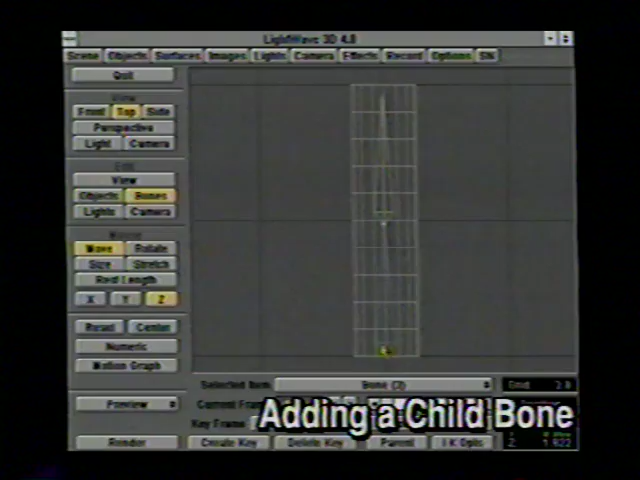 LightWave 3D 4.0
Scene Objects Surfaces Images Lights Camera Effects Record Options
Quit
View
Front Top Side
Perspective
Light Camera
Edit
View
Objects Bones
Lights Camera
Mouse
Move Rotate
Size Stretch
Rest Length
X Y Z
Reset Center
Numeric
Motion Graph
Selected Item Bone (2) Grid 2.0
Preview Current Frame
Adding a Child Bone
Key Frame
Render Create Key Delete Key Parent I K Opts Z